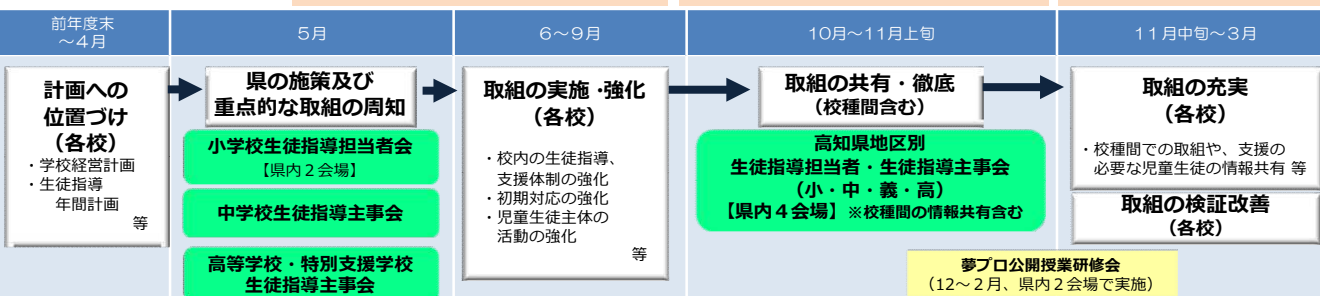 前年度末
～４月
５月
６～９月
10月～11月上旬
11月中旬～３月
計画への
位置づけ
（各校）
・学校経営計画
・生徒指導
年間計画
等
県の施策及び
重点的な取組の周知
小学校生徒指導担当者会
【県内２会場】
中学校生徒指導主事会
高等学校・特別支援学校
生徒指導主事会
取組の実施・強化
（各校）
・校内の生徒指導、
支援体制の強化
・初期対応の強化
・児童生徒主体の
活動の強化
等
取組の共有・徹底
（校種間含む）
高知県地区別
生徒指導担当者・生徒指導主事会
（小・中・義・高）
【県内４会場】※校種間の情報共有含む
取組の充実
（各校）
・校種間での取組や、支援の
必要な児童生徒の情報共有 等
取組の検証改善
（各校）
夢プロ公開授業研修会
（12～２月、県内２会場で実施）